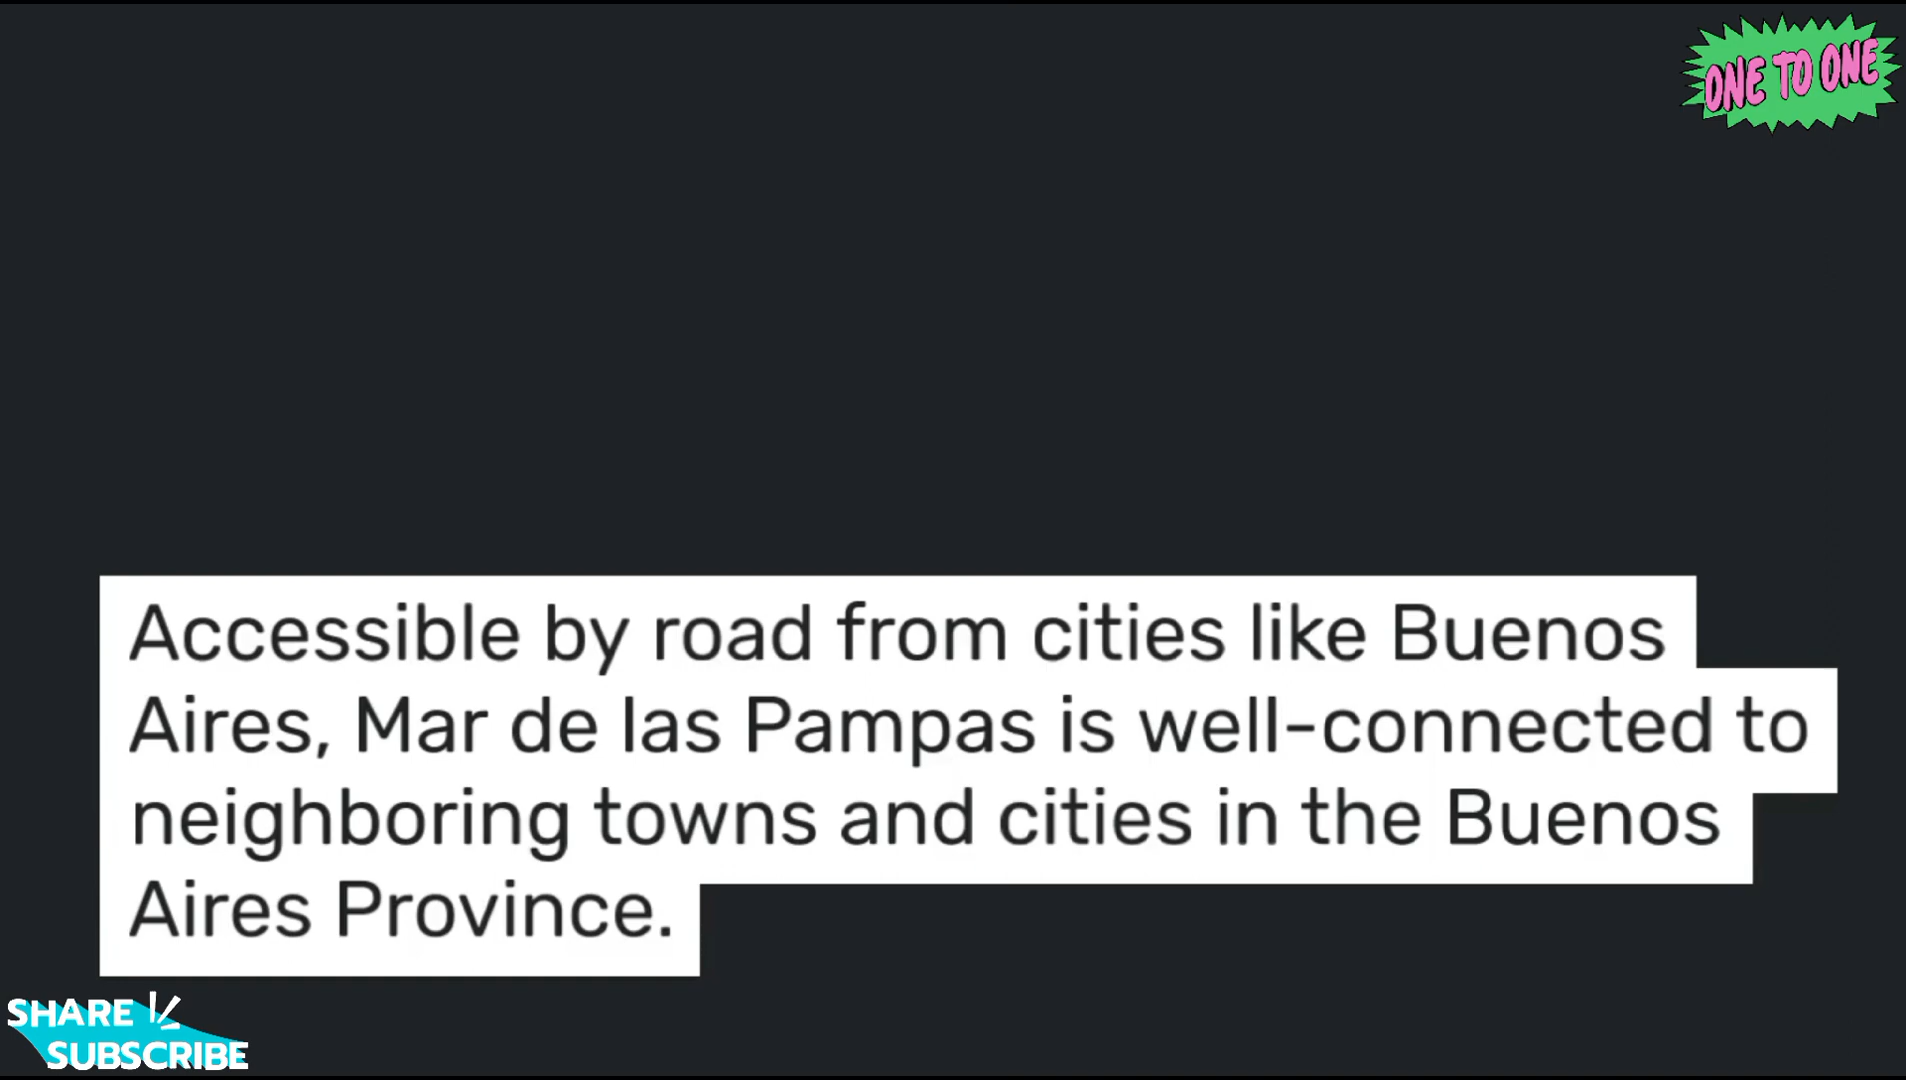 ONE TO ONE
Accessible by road from cities like Buenos
Aires, Mar de las Pampas is well-connected to
neighboring towns and cities in the Buenos
Aires Province.
SHARE
SUBSCRIBE